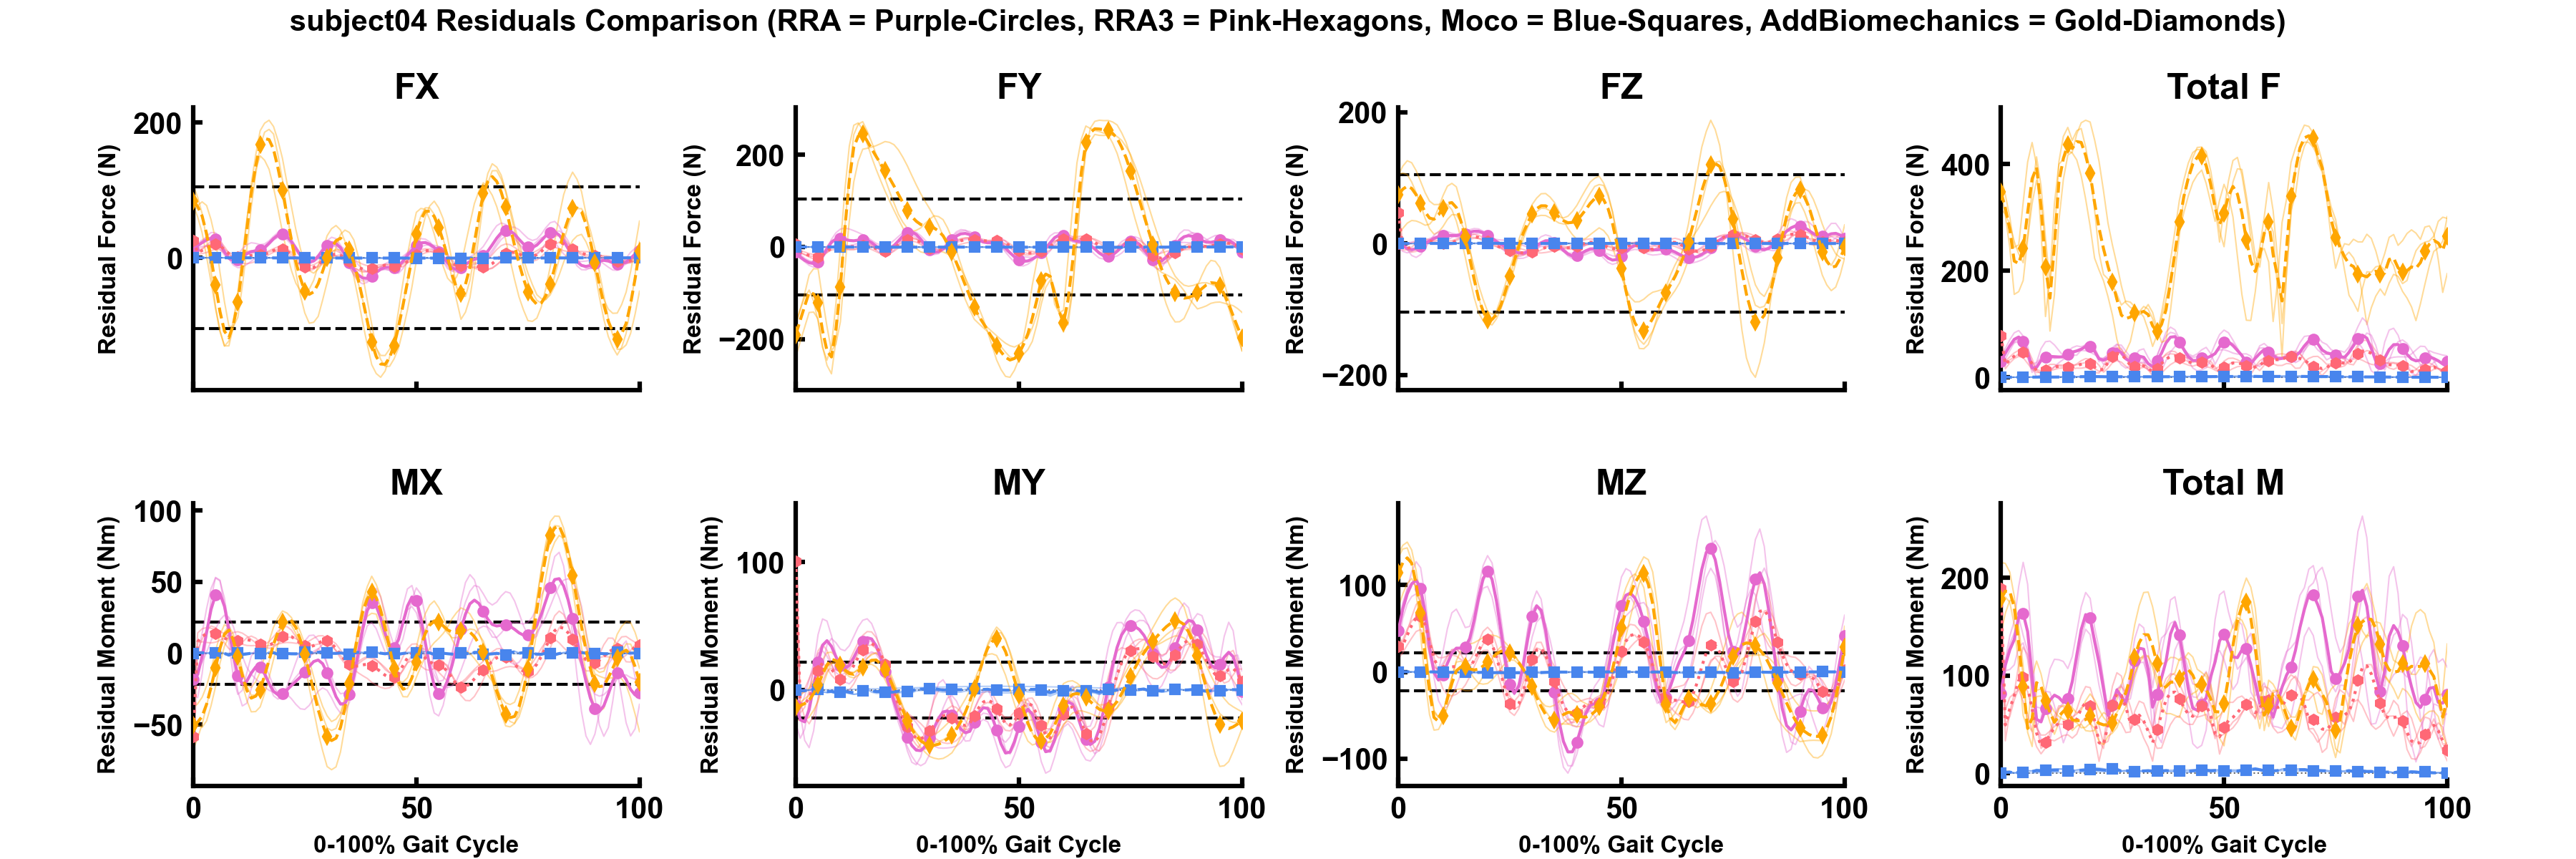 subject04 Residuals Comparison (RRA = Purple-Circles, RRA3 = Pink-Hexagons, Moco = Blue-Squares, AddBiomechanics = Gold-Diamonds)
FX
FY
FZ
Total F
Residual Force (N)
200
0
Residual Force (N)
200
0
−200
Residual Force (N)
200
0
−200
Residual Force (N)
400
200
0
MX
MY
MZ
Total M
Residual Moment (Nm)
100
50
0
−50
0
50
100
0-100% Gait Cycle
Residual Moment (Nm)
100
0
0
50
100
0-100% Gait Cycle
Residual Moment (Nm)
100
0
−100
0
50
100
0-100% Gait Cycle
Residual Moment (Nm)
200
100
0
0
50
100
0-100% Gait Cycle